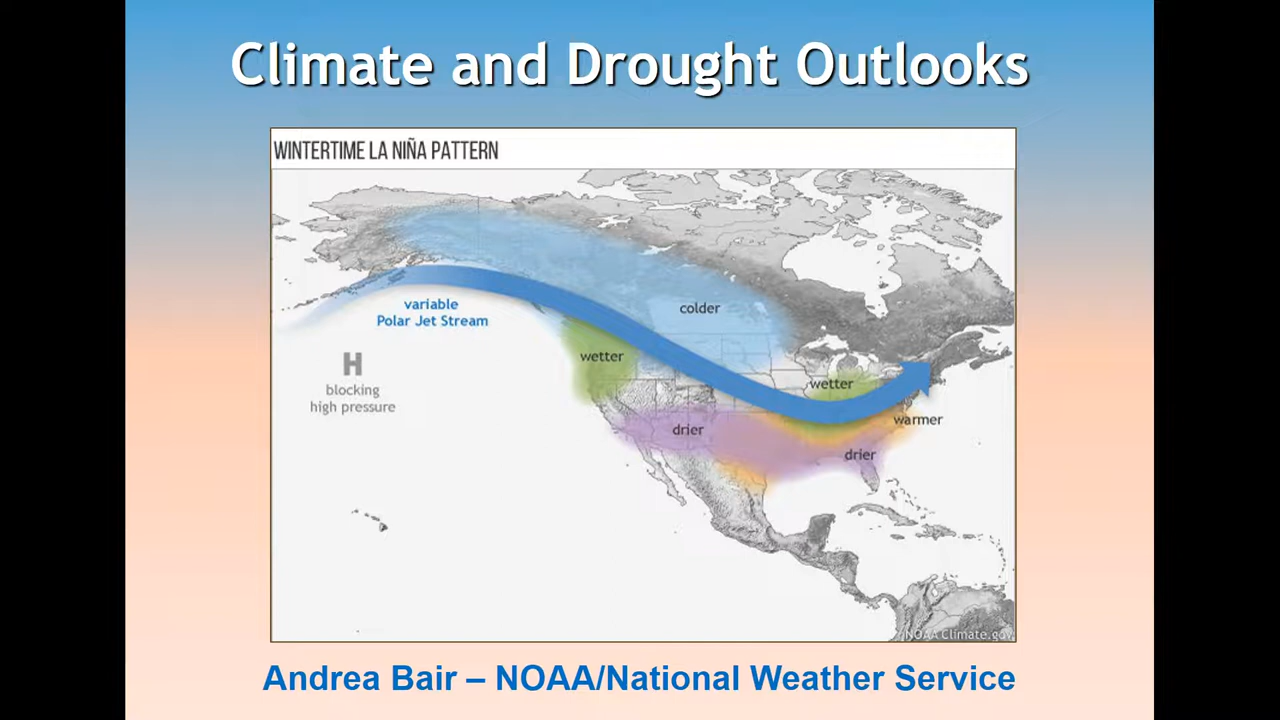 Climate and Drought Outlooks
WINTERTIME LA NIÑA PATTERN
colder
variable
Polar Jet Stream
wetter
H
blocking
high pressure
wetter
warmer
drier
drier
NOAA Climate.gov
Andrea Bair – NOAA/National Weather Service